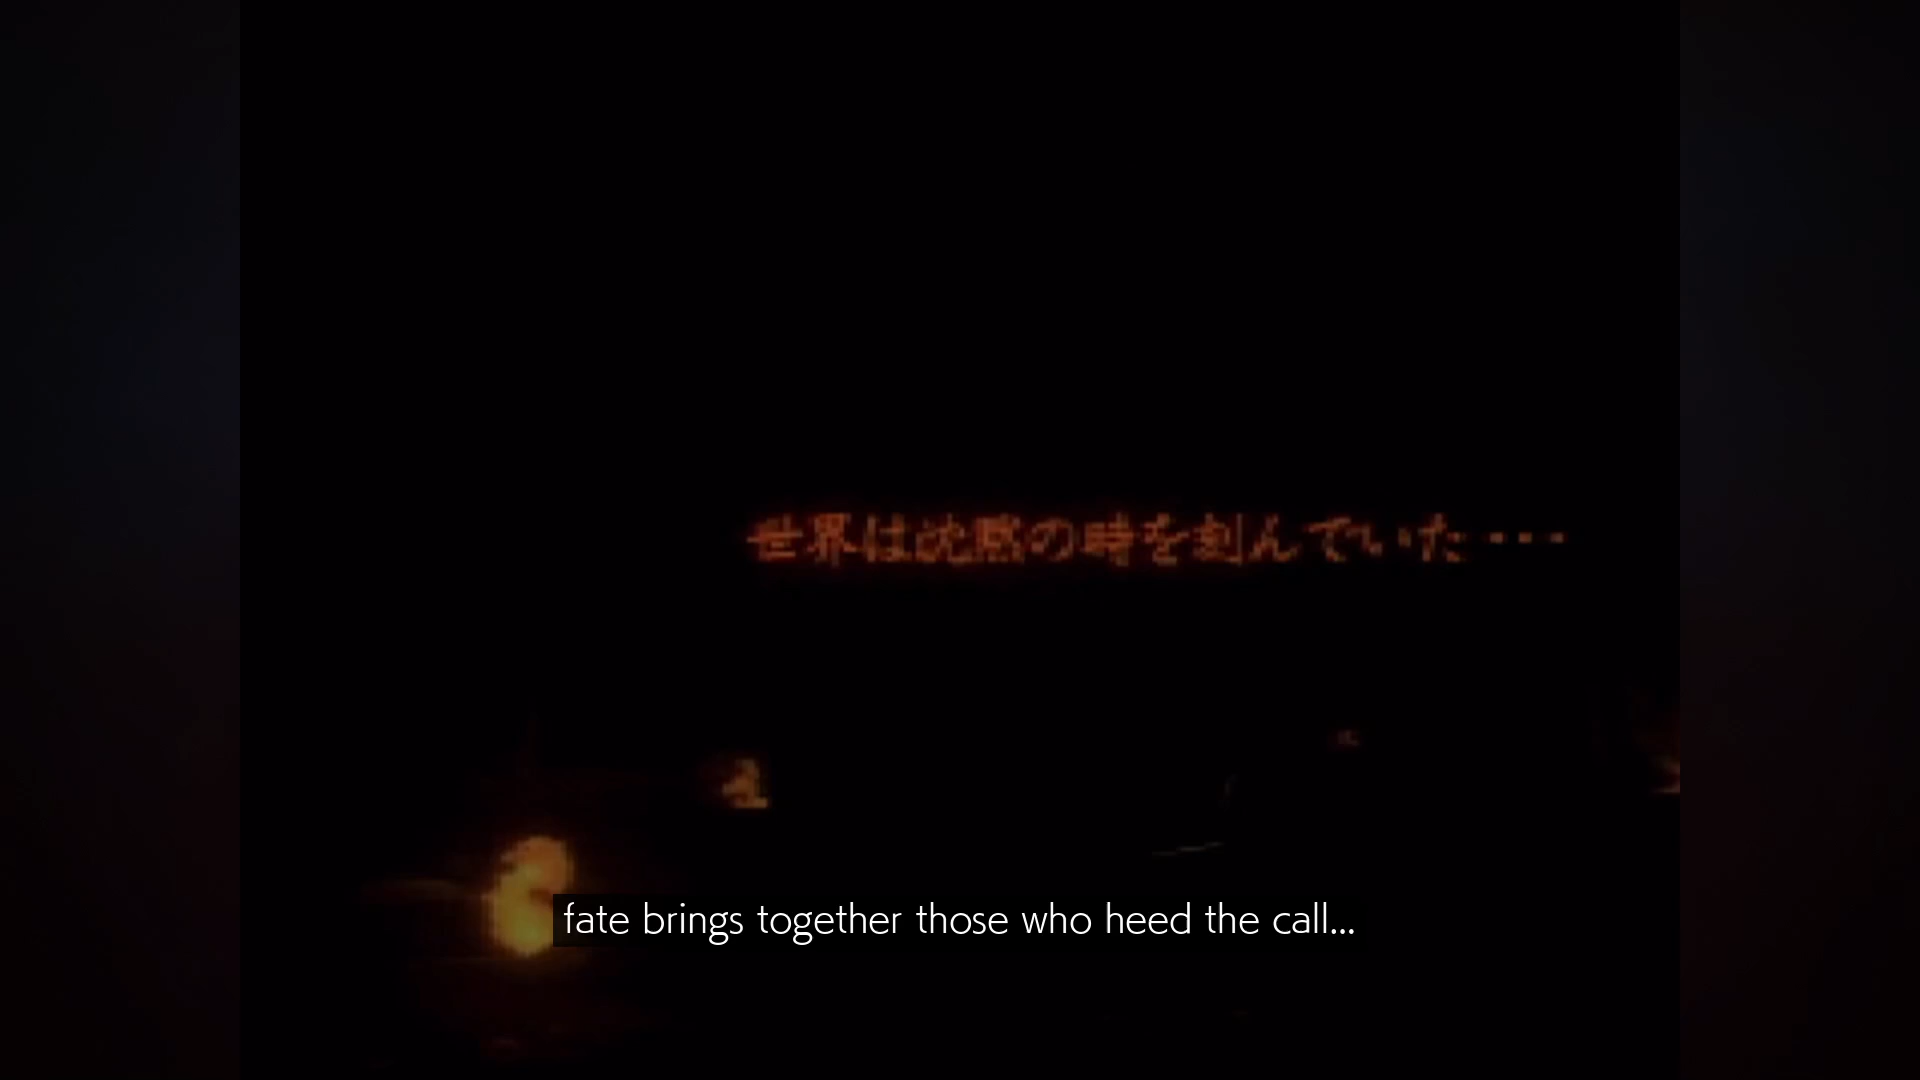 世界は沈黙の時を刻んでいた・・・
fate brings together those who heed the call...